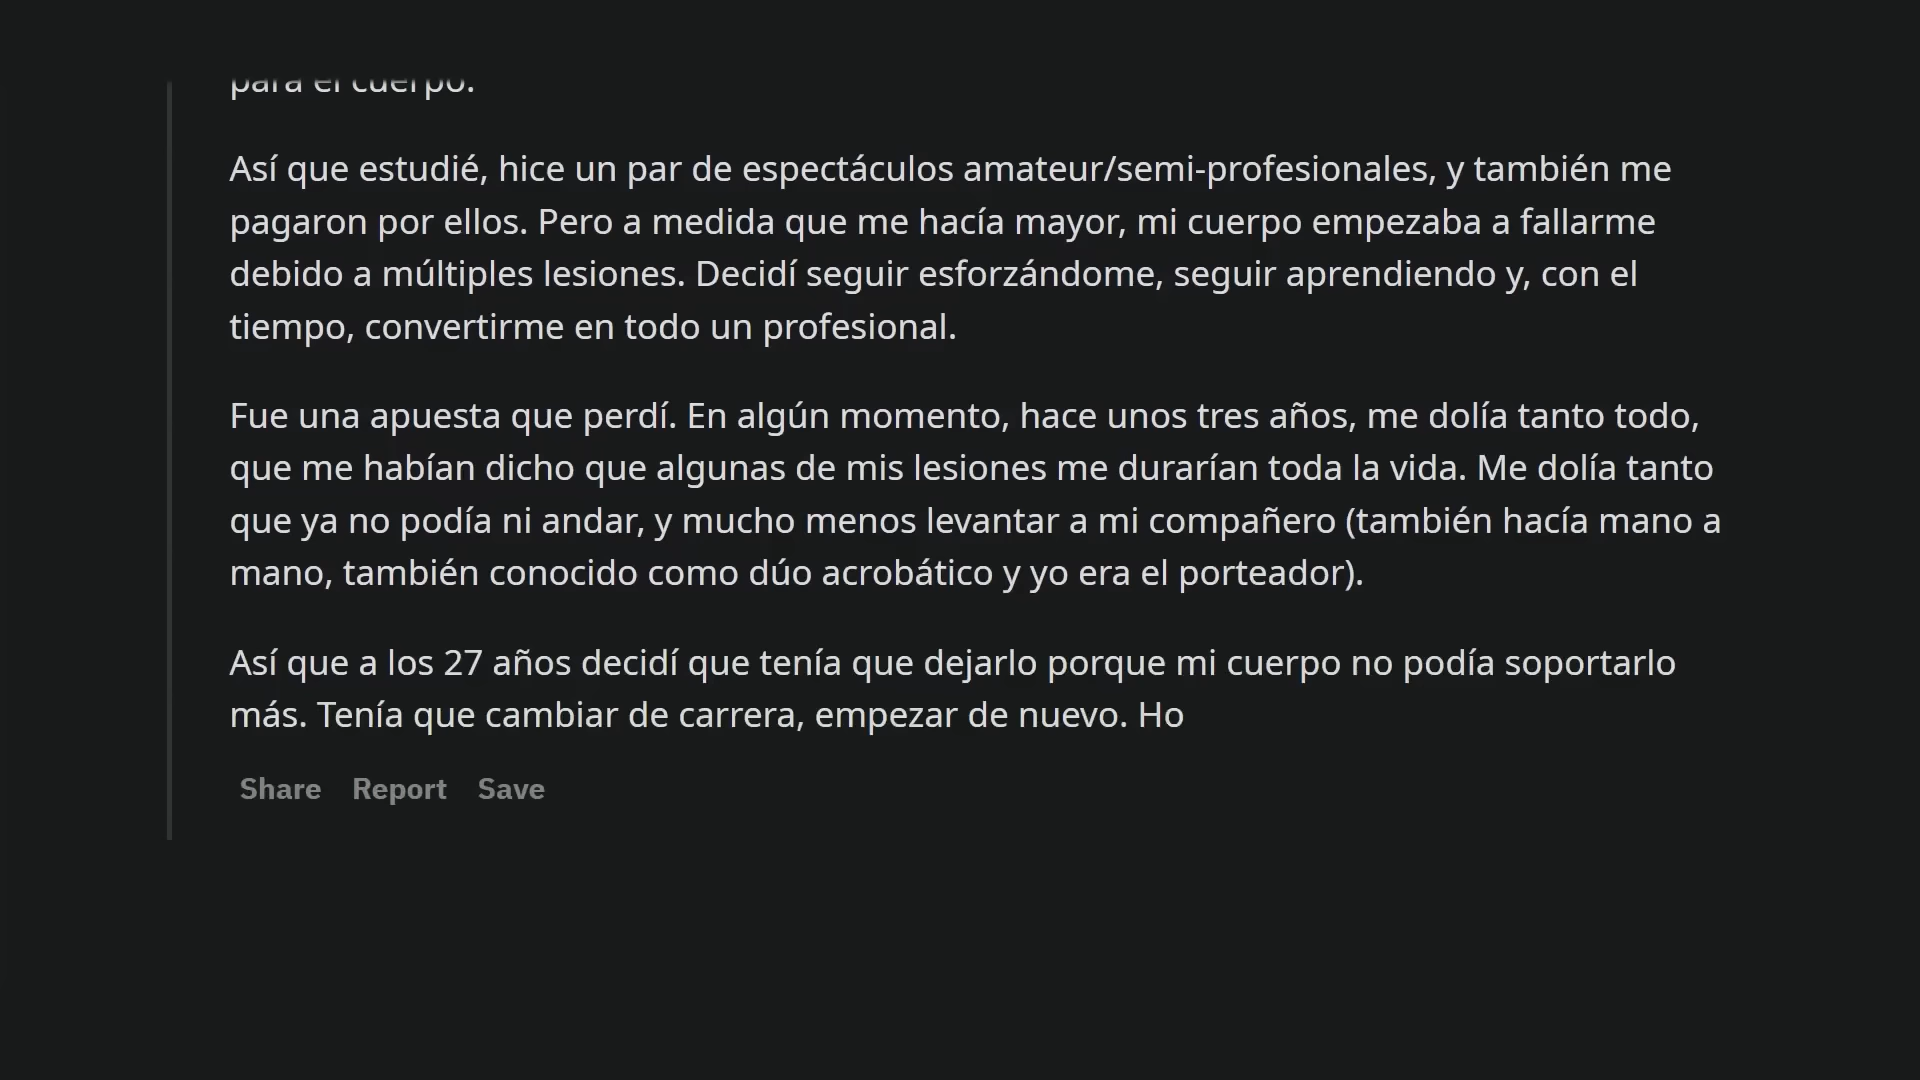 para el cuerpo.
Así que estudié, hice un par de espectáculos amateur/semi-profesionales, y también me
pagaron por ellos. Pero a medida que me hacía mayor, mi cuerpo empezaba a fallarme
debido a múltiples lesiones. Decidí seguir esforzándome, seguir aprendiendo y, con el
tiempo, convertirme en todo un profesional.
Fue una apuesta que perdí. En algún momento, hace unos tres años, me dolía tanto todo,
que me habían dicho que algunas de mis lesiones me durarían toda la vida. Me dolía tanto
que ya no podía ni andar, y mucho menos levantar a mi compañero (también hacía mano a
mano, también conocido como dúo acrobático y yo era el porteador).
Así que a los 27 años decidí que tenía que dejarlo porque mi cuerpo no podía soportarlo
más. Tenía que cambiar de carrera, empezar de nuevo. Ho
Share Report Save